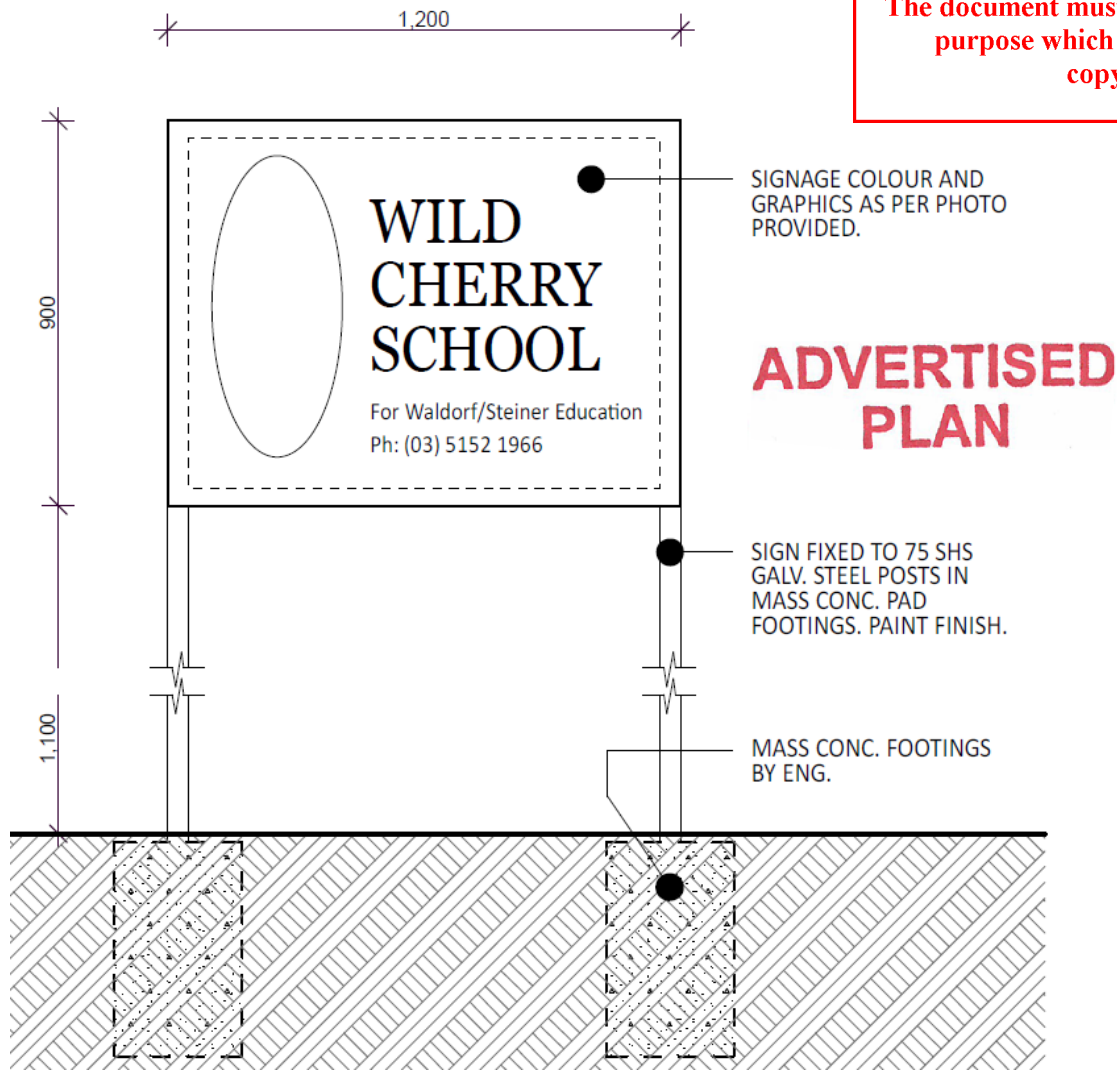 1,200
The document mus
purpose which
copy
SIGNAGE COLOUR AND
GRAPHICS AS PER PHOTO
PROVIDED.
WILD
CHERRY
SCHOOL
For Waldorf/Steiner Education
Ph: (03) 5152 1966
900
ADVERTISED
PLAN
SIGN FIXED TO 75 SHS
GALV. STEEL POSTS IN
MASS CONC. PAD
FOOTINGS. PAINT FINISH.
1,100
MASS CONC. FOOTINGS
BY ENG.